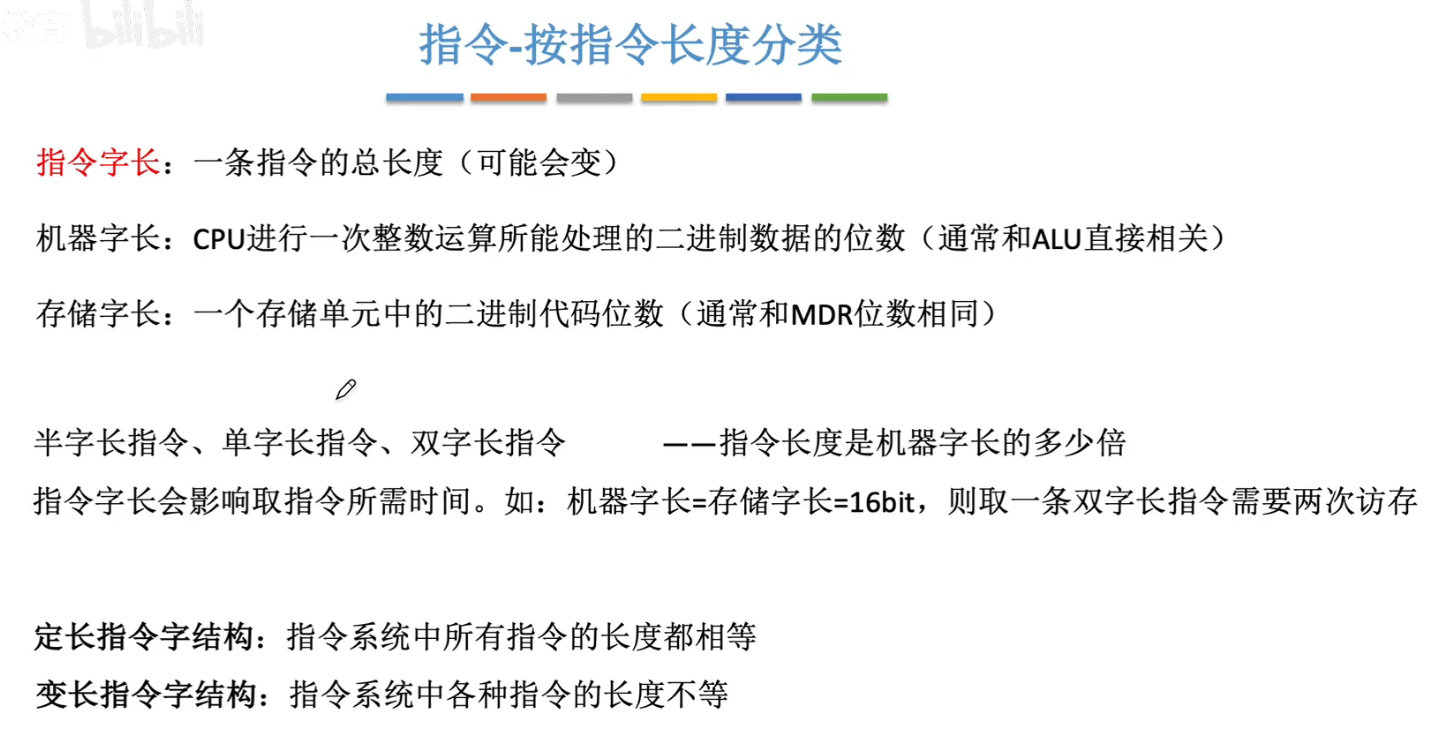 教育 bilibili
指令-按指令长度分类
指令字长：一条指令的总长度（可能会变）
机器字长：CPU进行一次整数运算所能处理的二进制数据的位数（通常和ALU直接相关）
存储字长：一个存储单元中的二进制代码位数（通常和MDR位数相同）
半字长指令、单字长指令、双字长指令 ——指令长度是机器字长的多少倍
指令字长会影响取指令所需时间。如：机器字长=存储字长=16bit，则取一条双字长指令需要两次访存
定长指令字结构：指令系统中所有指令的长度都相等
变长指令字结构：指令系统中各种指令的长度不等